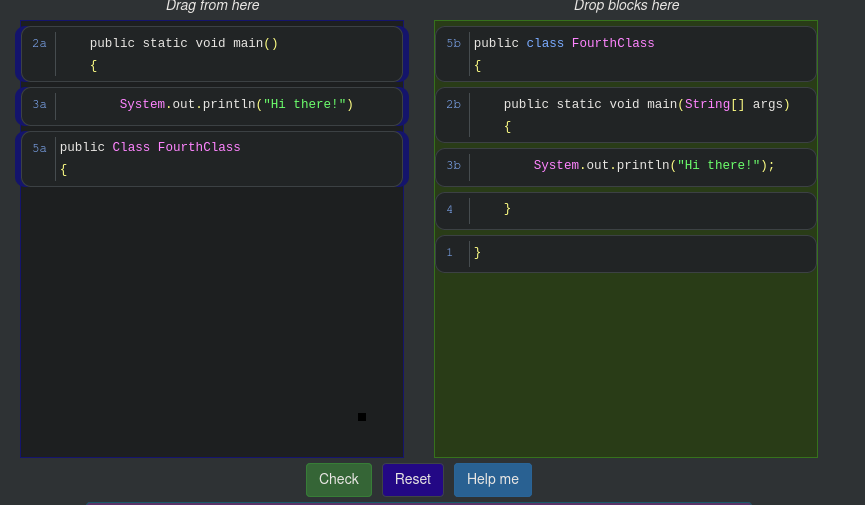 Drag from here
Drop blocks here
2a public static void main()
{
3a System.out.println("Hi there!")
5a public Class FourthClass
{
5b public class FourthClass
{
2b public static void main(String[] args)
{
3b System.out.println("Hi there!");
4 }
1 }
Check Reset Help me